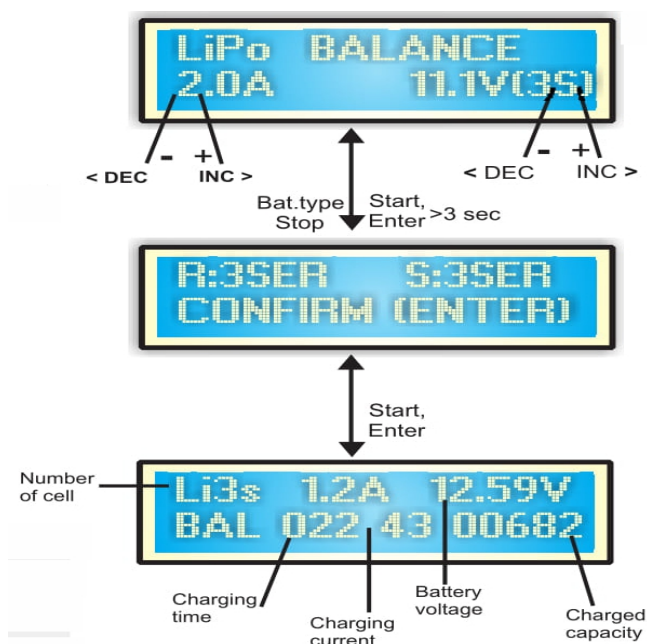 LiPo BALANCE
2.0A 11.1V(3S)
- +
< DEC INC >
- +
< DEC INC >
Bat.type
Stop
Start,
Enter
>3 sec
R:3SER S:3SER
CONFIRM (ENTER)
Start,
Enter
Number
of cell
Li3s 1.2A 12.59V
BAL 022 43 00682
Charging
time
Charging
current
Battery
voltage
Charged
capacity